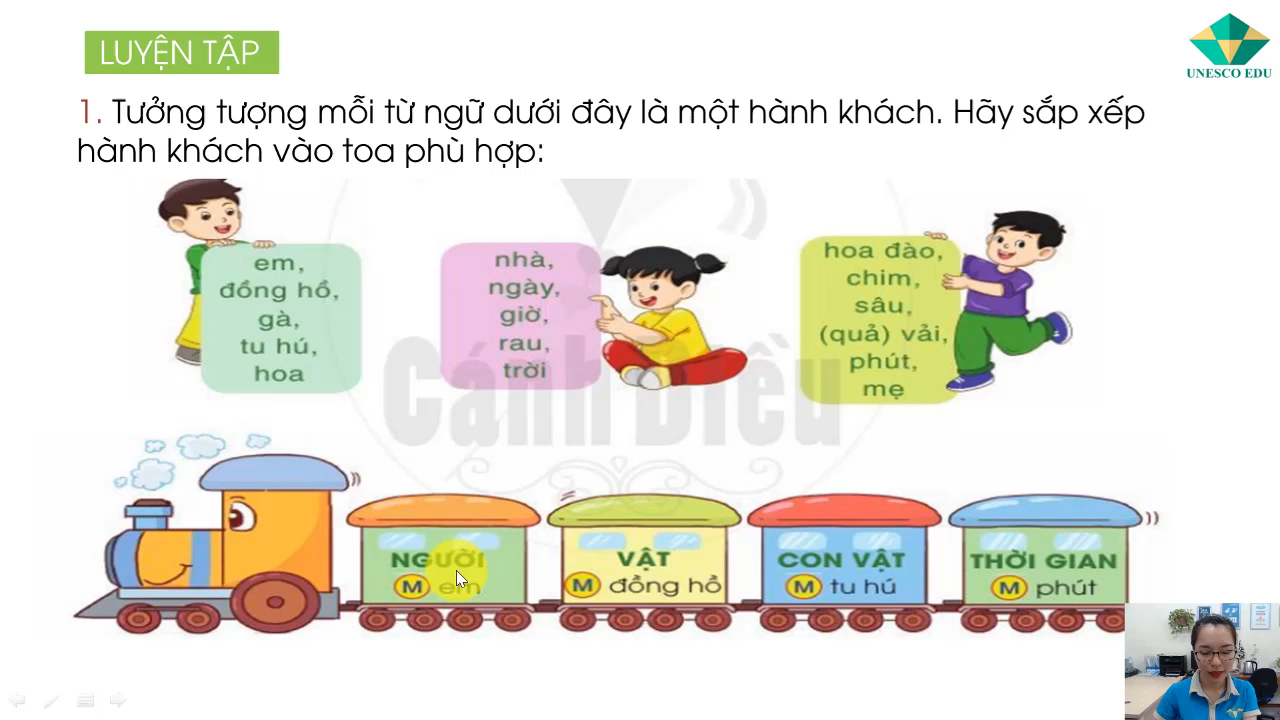 LUYỆN TẬP
UNESCO EDU
1. Tưởng tượng mỗi từ ngữ dưới đây là một hành khách. Hãy sắp xếp
hành khách vào toa phù hợp:
em,
đồng hồ,
gà,
tu hú,
hoa
nhà,
ngày,
giờ,
rau,
trời
hoa đào,
chim,
sâu,
(quả) vải,
phút,
mẹ
Cánh Diều
NGƯỜI
M em
VẬT
M đồng hồ
CON VẬT
M tu hú
THỜI GIAN
M phút